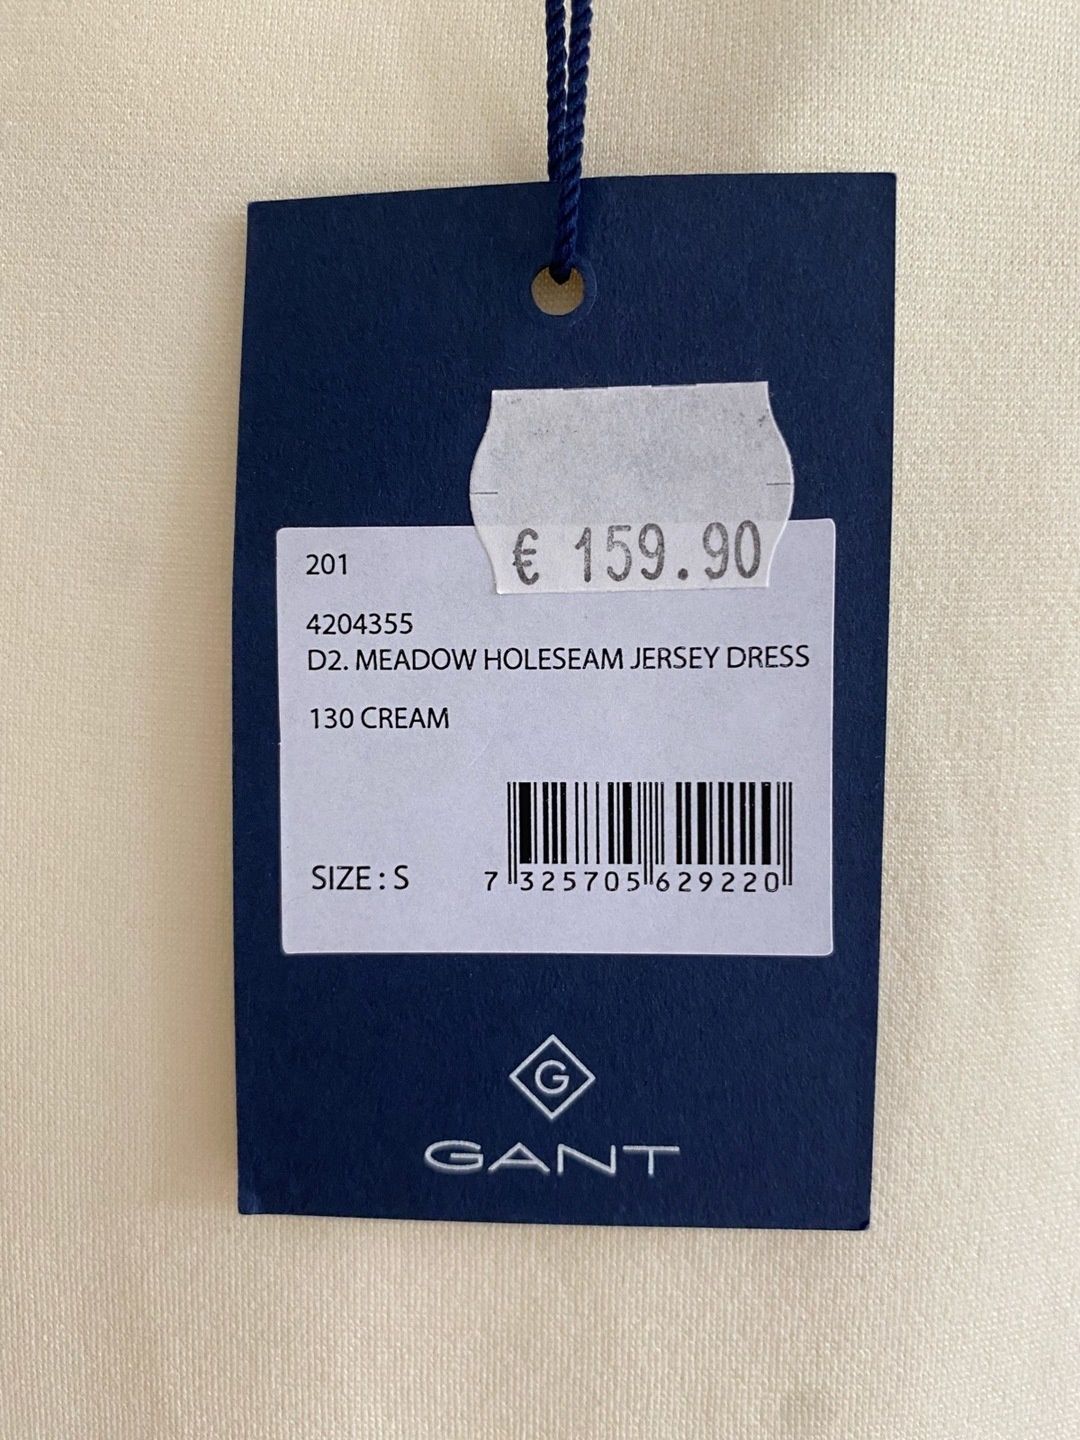 € 159.90
201
4204355
D2. MEADOW HOLESEAM JERSEY DRESS
130 CREAM
SIZE : S
7 325705 629220
G
GANT